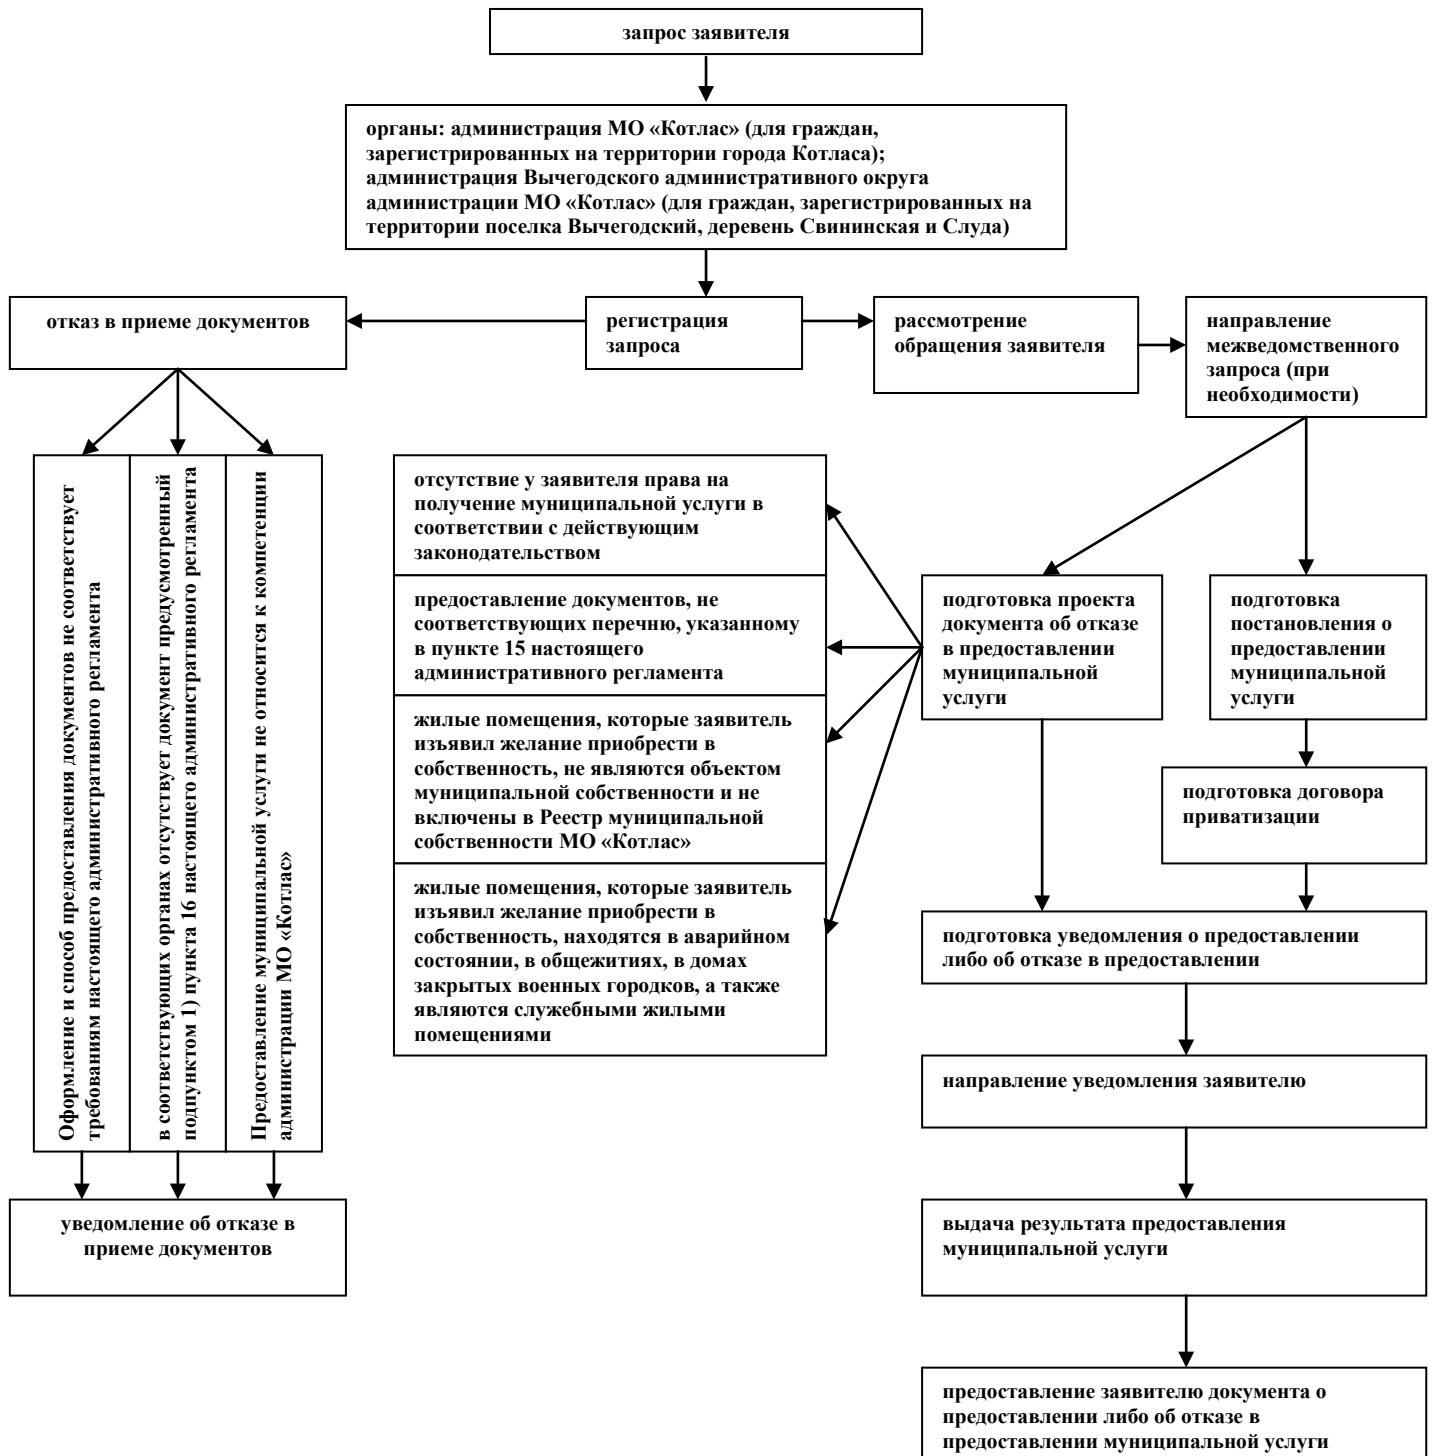 запрос заявителя
органы: администрация МО «Котлас» (для граждан,
зарегистрированных на территории города Котласа);
администрация Вычегодского административного округа
администрации МО «Котлас» (для граждан, зарегистрированных на
территории поселка Вычегодский, деревень Свининская и Слуда)
отказ в приеме документов
регистрация
запроса
рассмотрение
обращения заявителя
направление
межведомственного
запроса (при
необходимости)
Оформление и способ предоставления документов не соответствует
требованиям настоящего административного регламента
в соответствующих органах отсутствует документ предусмотренный
подпунктом 1) пункта 16 настоящего административного регламента
Предоставление муниципальной услуги не относится к компетенции
администрации МО «Котлас»
отсутствие у заявителя права на
получение муниципальной услуги в
соответствии с действующим
законодательством
предоставление документов, не
соответствующих перечню, указанному
в пункте 15 настоящего
административного регламента
жилые помещения, которые заявитель
изъявил желание приобрести в
собственность, не являются объектом
муниципальной собственности и не
включены в Реестр муниципальной
собственности МО «Котлас»
жилые помещения, которые заявитель
изъявил желание приобрести в
собственность, находятся в аварийном
состоянии, в общежитиях, в домах
закрытых военных городков, а также
являются служебными жилыми
помещениями
подготовка проекта
документа об отказе
в предоставлении
муниципальной
услуги
подготовка
постановления о
предоставлении
муниципальной
услуги
подготовка договора
приватизации
подготовка уведомления о предоставлении
либо об отказе в предоставлении
направление уведомления заявителю
уведомление об отказе в
приеме документов
выдача результата предоставления
муниципальной услуги
предоставление заявителю документа о
предоставлении либо об отказе в
предоставлении муниципальной услуги